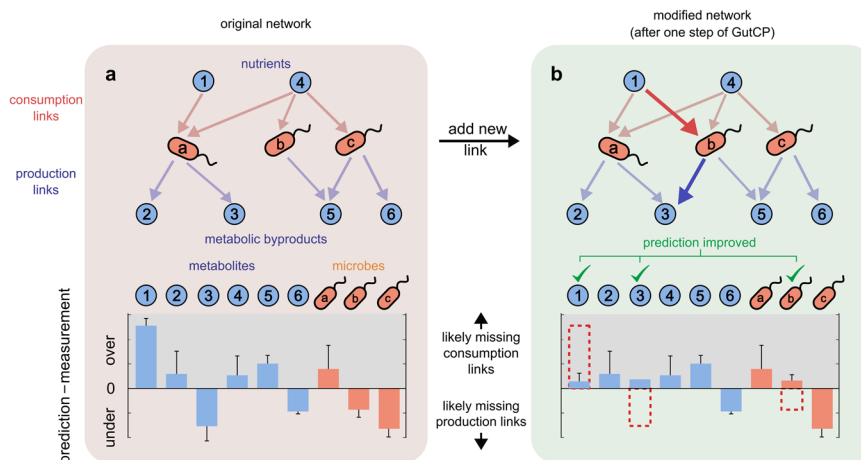 original network
modified network
(after one step of GutCP)
a
nutrients
1
4
consumption
links
a
b
c
production
links
2
3
5
6
metabolic byproducts
add new
link
b
1
4
a
b
c
2
3
5
6
prediction improved
metabolites
microbes
1 2 3 4 5 6 a b c
1 2 3 4 5 6 a b c
prediction – measurement
over
0
under
likely missing
consumption
links
likely missing
production links
over
0
under